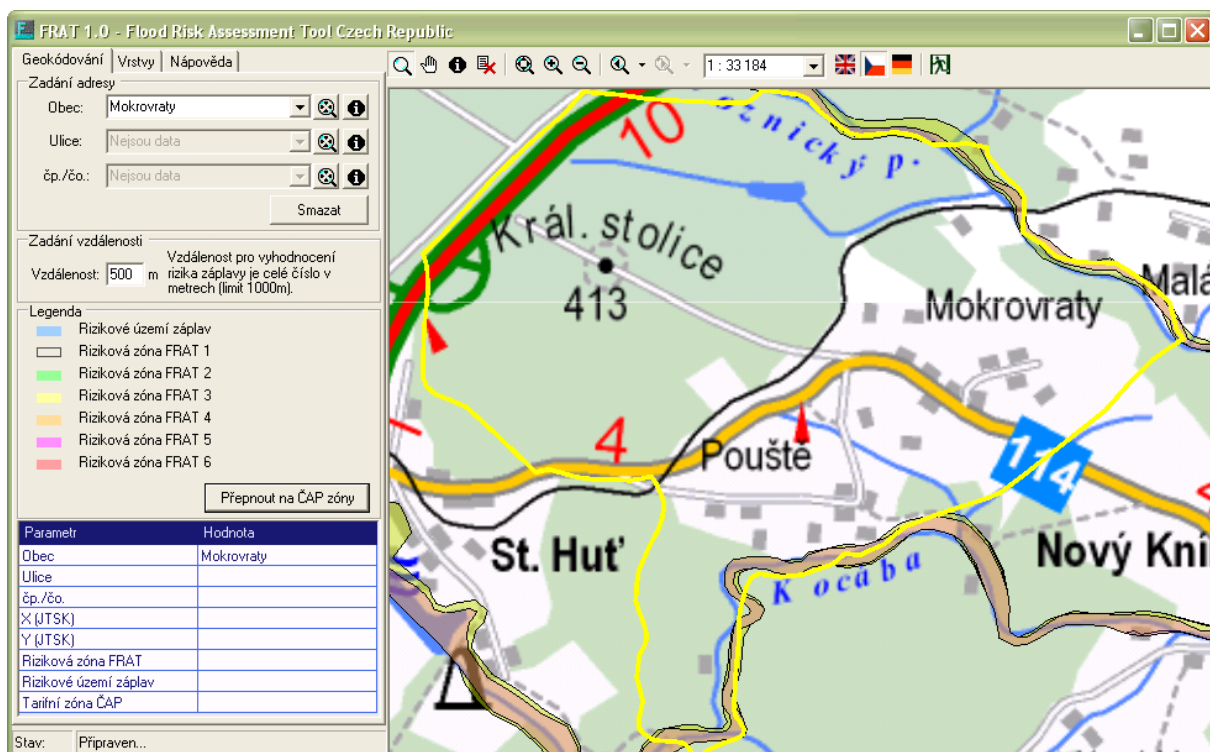 FRAT 1.0 - Flood Risk Assessment Tool Czech Republic
Geokódování Vrstvy Nápověda
1 : 33 184
Zadání adresy
Obec: Mokrovraty
Ulice: Nejsou data
čp./čo.: Nejsou data
Smazat
Zadání vzdálenosti
Vzdálenost: 500 m
Vzdálenost pro vyhodnocení
rizika záplavy je celé číslo v
metrech (limit 1000m).
Legenda
Rizikové území záplav
Riziková zóna FRAT 1
Riziková zóna FRAT 2
Riziková zóna FRAT 3
Riziková zóna FRAT 4
Riziková zóna FRAT 5
Riziková zóna FRAT 6
Přepnout na ČAP zóny
Parametr Hodnota
Obec Mokrovraty
Ulice
čp./čo.
X (JTSK)
Y (JTSK)
Riziková zóna FRAT
Rizikové území záplav
Tarifní zóna ČAP
Stav: Připraven...
10
ožnický p.
Král. stolice
413
Mokrovraty
Malá
4
Pouště
114
St. Huť
Kocába
Nový Kní